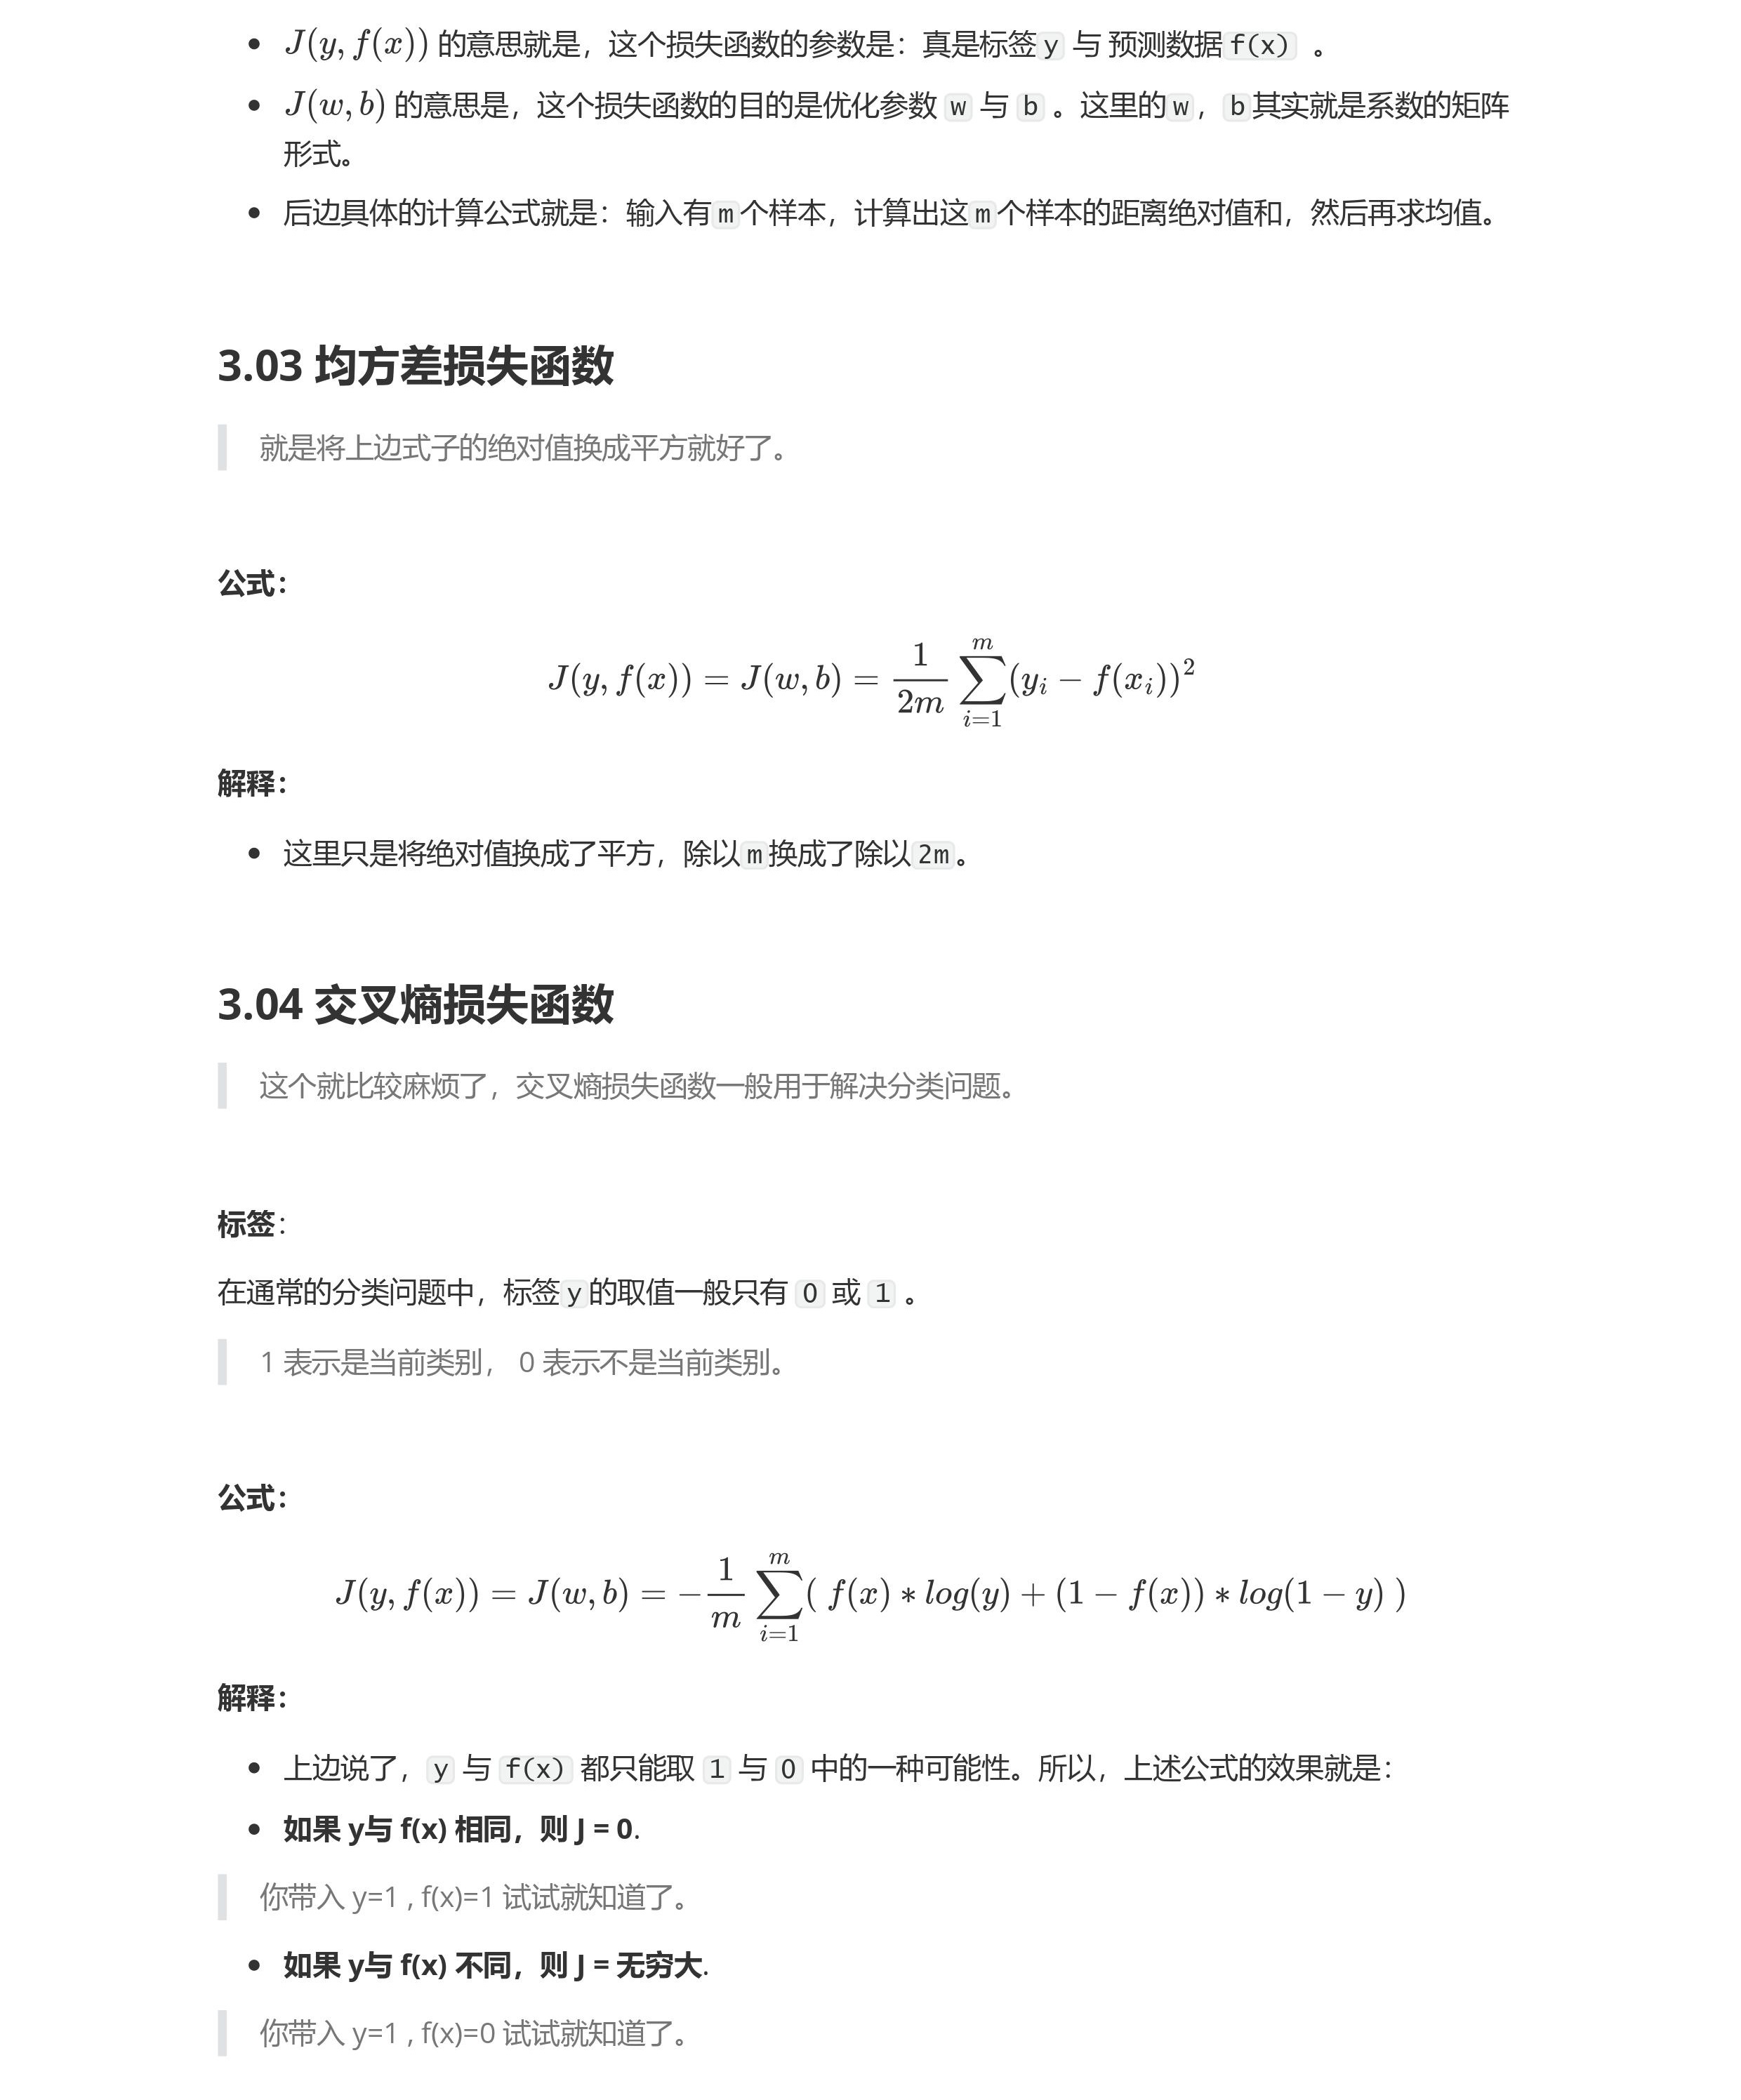 • J(y, f(x)) 的意思就是，这个损失函数的参数是：真是标签 y 与 预测数据 f(x) 。
• J(w, b) 的意思是，这个损失函数的目的是优化参数 w 与 b 。这里的 w ， b 其实就是系数的矩阵
形式。
• 后边具体的计算公式就是：输入有 m 个样本，计算出这 m 个样本的距离绝对值和，然后再求均值。
3.03 均方差损失函数
就是将上边式子的绝对值换成平方就好了。
公式：
J(y, f(x)) = J(w, b) = \frac{1}{2m} \sum_{i=1}^{m} (y_i - f(x_i))^2
解释：
• 这里只是将绝对值换成了平方，除以 m 换成了除以 2m 。
3.04 交叉熵损失函数
这个就比较麻烦了，交叉熵损失函数一般用于解决分类问题。
标签：
在通常的分类问题中，标签 y 的取值一般只有 0 或 1 。
1 表示是当前类别， 0 表示不是当前类别。
公式：
J(y, f(x)) = J(w, b) = -\frac{1}{m} \sum_{i=1}^{m} ( f(x) * log(y) + (1 - f(x)) * log(1 - y) )
解释：
• 上边说了， y 与 f(x) 都只能取 1 与 0 中的一种可能性。所以，上述公式的效果就是：
• 如果 y与 f(x) 相同，则 J = 0.
你带入 y=1 , f(x)=1 试试就知道了。
• 如果 y与 f(x) 不同，则 J = 无穷大.
你带入 y=1 , f(x)=0 试试就知道了。